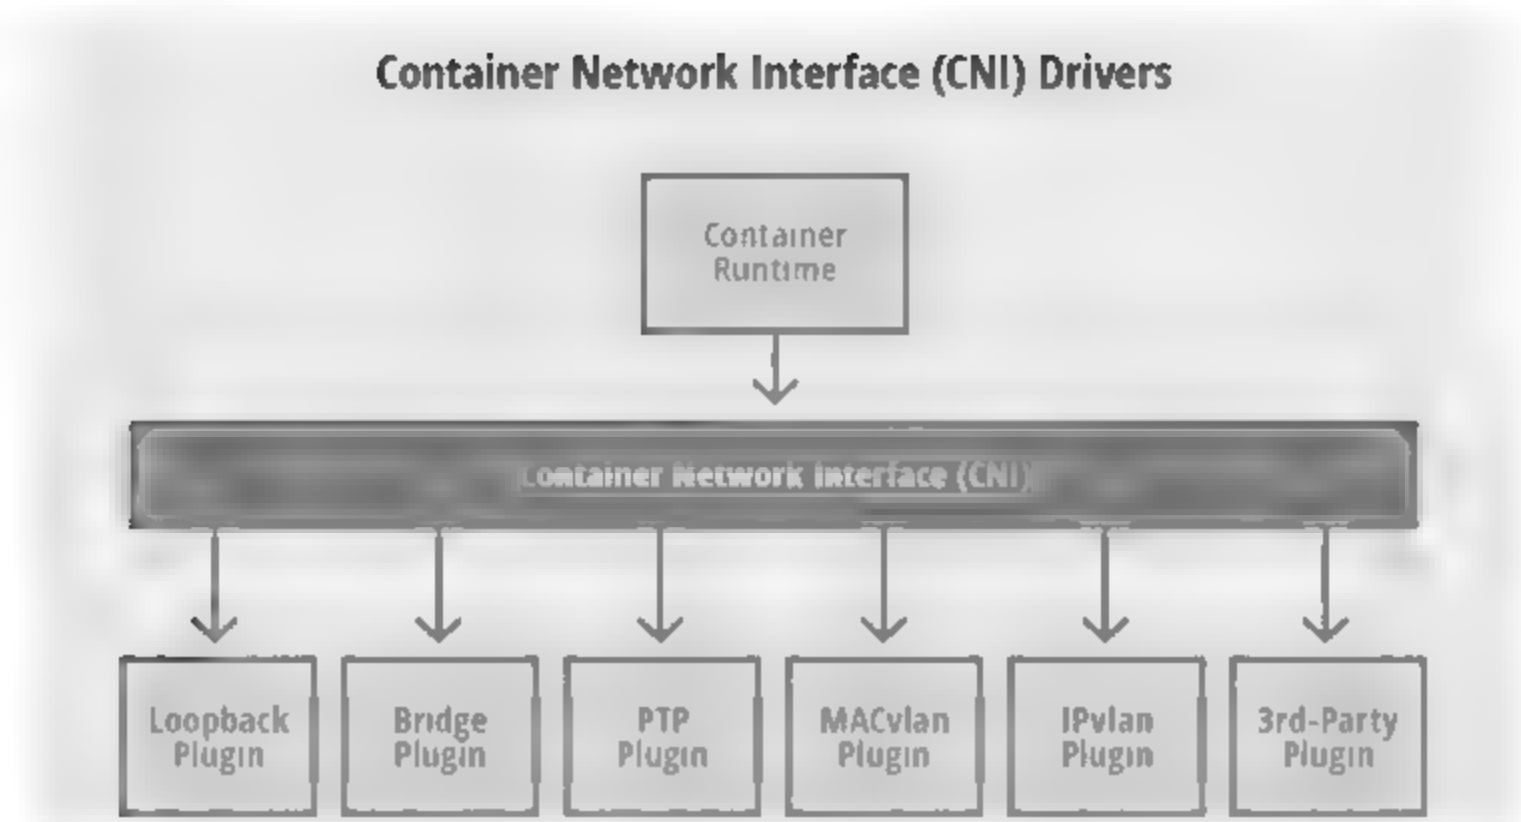 Container Network Interface (CNI) Drivers
Container
Runtime
Container Network Interface (CNI)
Loopback
Plugin
Bridge
Plugin
PTP
Plugin
MACvlan
Plugin
IPvlan
Plugin
3rd-Party
Plugin